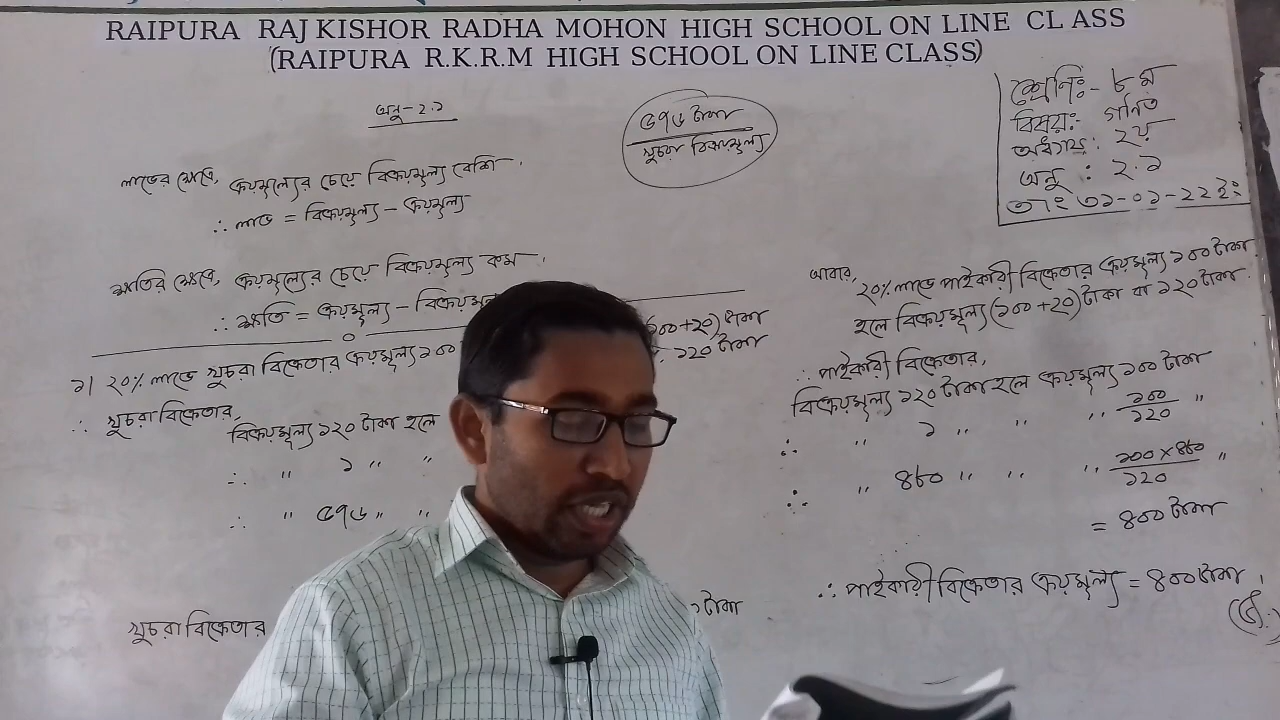 RAIPURA RAJ KISHOR RADHA MOHON HIGH SCHOOL ON LINE CLASS
(RAIPURA R.K.R.M HIGH SCHOOL ON LINE CLASS)
শ্রেণিঃ- ৮ম
বিষয়ঃ- গনিত
অধ্যায় : ২য়
অনু : ২.১
তাং ৩১-০১-২২ইং
অনু-২.১
৫৭৬ টাকা
খুচরা বিক্রয়মূল্য
লাভের ক্ষেত্রে, ক্রয়মূল্যের চেয়ে বিক্রয়মূল্য বেশি।
∴ লাভ = বিক্রয়মূল্য - ক্রয়মূল্য
ক্ষতির ক্ষেত্রে, ক্রয়মূল্যের চেয়ে বিক্রয়মূল্য কম।
∴ ক্ষতি = ক্রয়মূল্য - বিক্রয়মূল্য
১। ২০% লাভে খুচরা বিক্রেতার ক্রয়মূল্য ১০০ (১০০+২০) টাকা
১২০ টাকা
∴ খুচরা বিক্রেতার,
বিক্রয়মূল্য ১২০ টাকা হলে
∴ " ১ " "
∴ " ৫৭৬ " "
খুচরা বিক্রেতার টাকা
আবার,
২০% লাভে পাইকারী বিক্রেতার ক্রয়মূল্য ১০০ টাকা
হলে বিক্রয়মূল্য (১০০+২০) টাকা বা ১২০ টাকা
∴ পাইকারী বিক্রেতার,
বিক্রয়মূল্য ১২০ টাকা হলে ক্রয়মূল্য ১০০ টাকা
∴ " ১ " " " ১০০/১২০ "
∴ " ৪৮০ " " " ১০০×৪৮০/১২০ "
= ৪০০ টাকা
∴ পাইকারী বিক্রেতার ক্রয়মূল্য = ৪০০ টাকা।
(উ:)